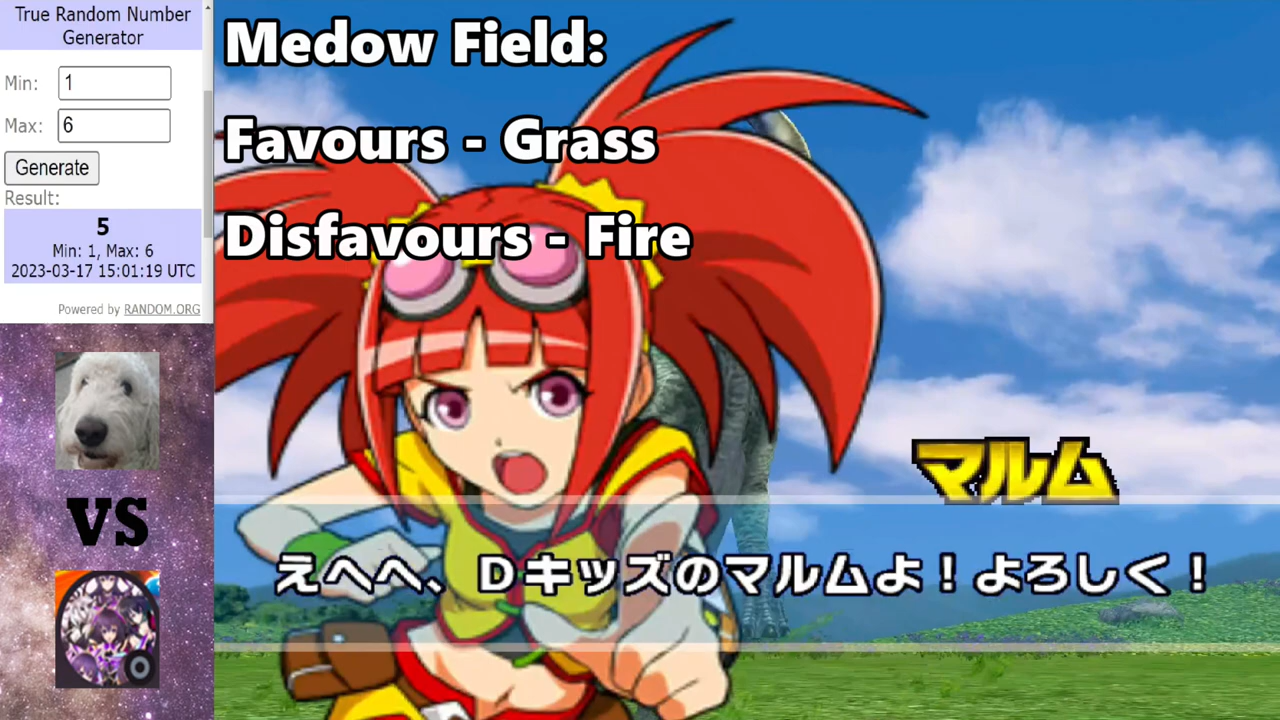 True Random Number
Generator
Min: 1
Max: 6
Generate
Result:
5
Min: 1, Max: 6
2023-03-17 15:01:19 UTC
Powered by RANDOM.ORG
VS
Medow Field:
Favours - Grass
Disfavours - Fire
マルム
えへへ、Dキッズのマルムよ！よろしく！